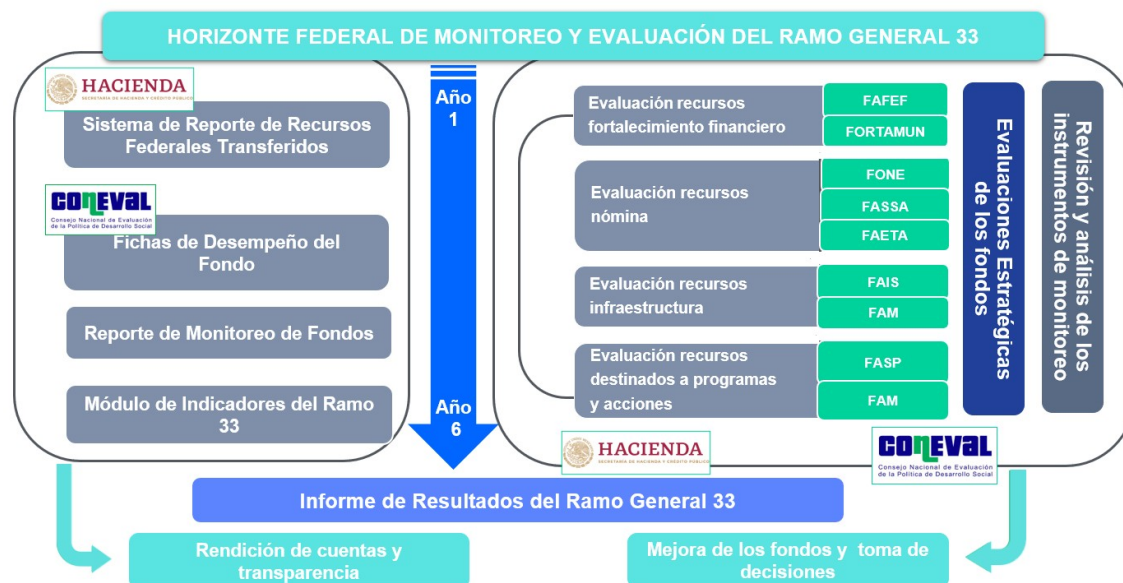 HORIZONTE FEDERAL DE MONITOREO Y EVALUACIÓN DEL RAMO GENERAL 33
HACIENDA
SECRETARÍA DE HACIENDA Y CRÉDITO PÚBLICO
Sistema de Reporte de Recursos
Federales Transferidos
CONEVAL
Consejo Nacional de Evaluación
de la Política de Desarrollo Social
Fichas de Desempeño del
Fondo
Reporte de Monitoreo de Fondos
Módulo de Indicadores del Ramo
33
Año
1
Año
6
Evaluación recursos
fortalecimiento financiero
FAFEF
FORTAMUN
Evaluación recursos
nómina
FONE
FASSA
FAETA
Evaluación recursos
infraestructura
FAIS
FAM
Evaluación recursos
destinados a programas
y acciones
FASP
FAM
Evaluaciones Estratégicas
de los fondos
Revisión y análisis de los
instrumentos de monitoreo
HACIENDA
SECRETARÍA DE HACIENDA Y CRÉDITO PÚBLICO
CONEVAL
Consejo Nacional de Evaluación
de la Política de Desarrollo Social
Informe de Resultados del Ramo General 33
Rendición de cuentas y
transparencia
Mejora de los fondos y toma de
decisiones